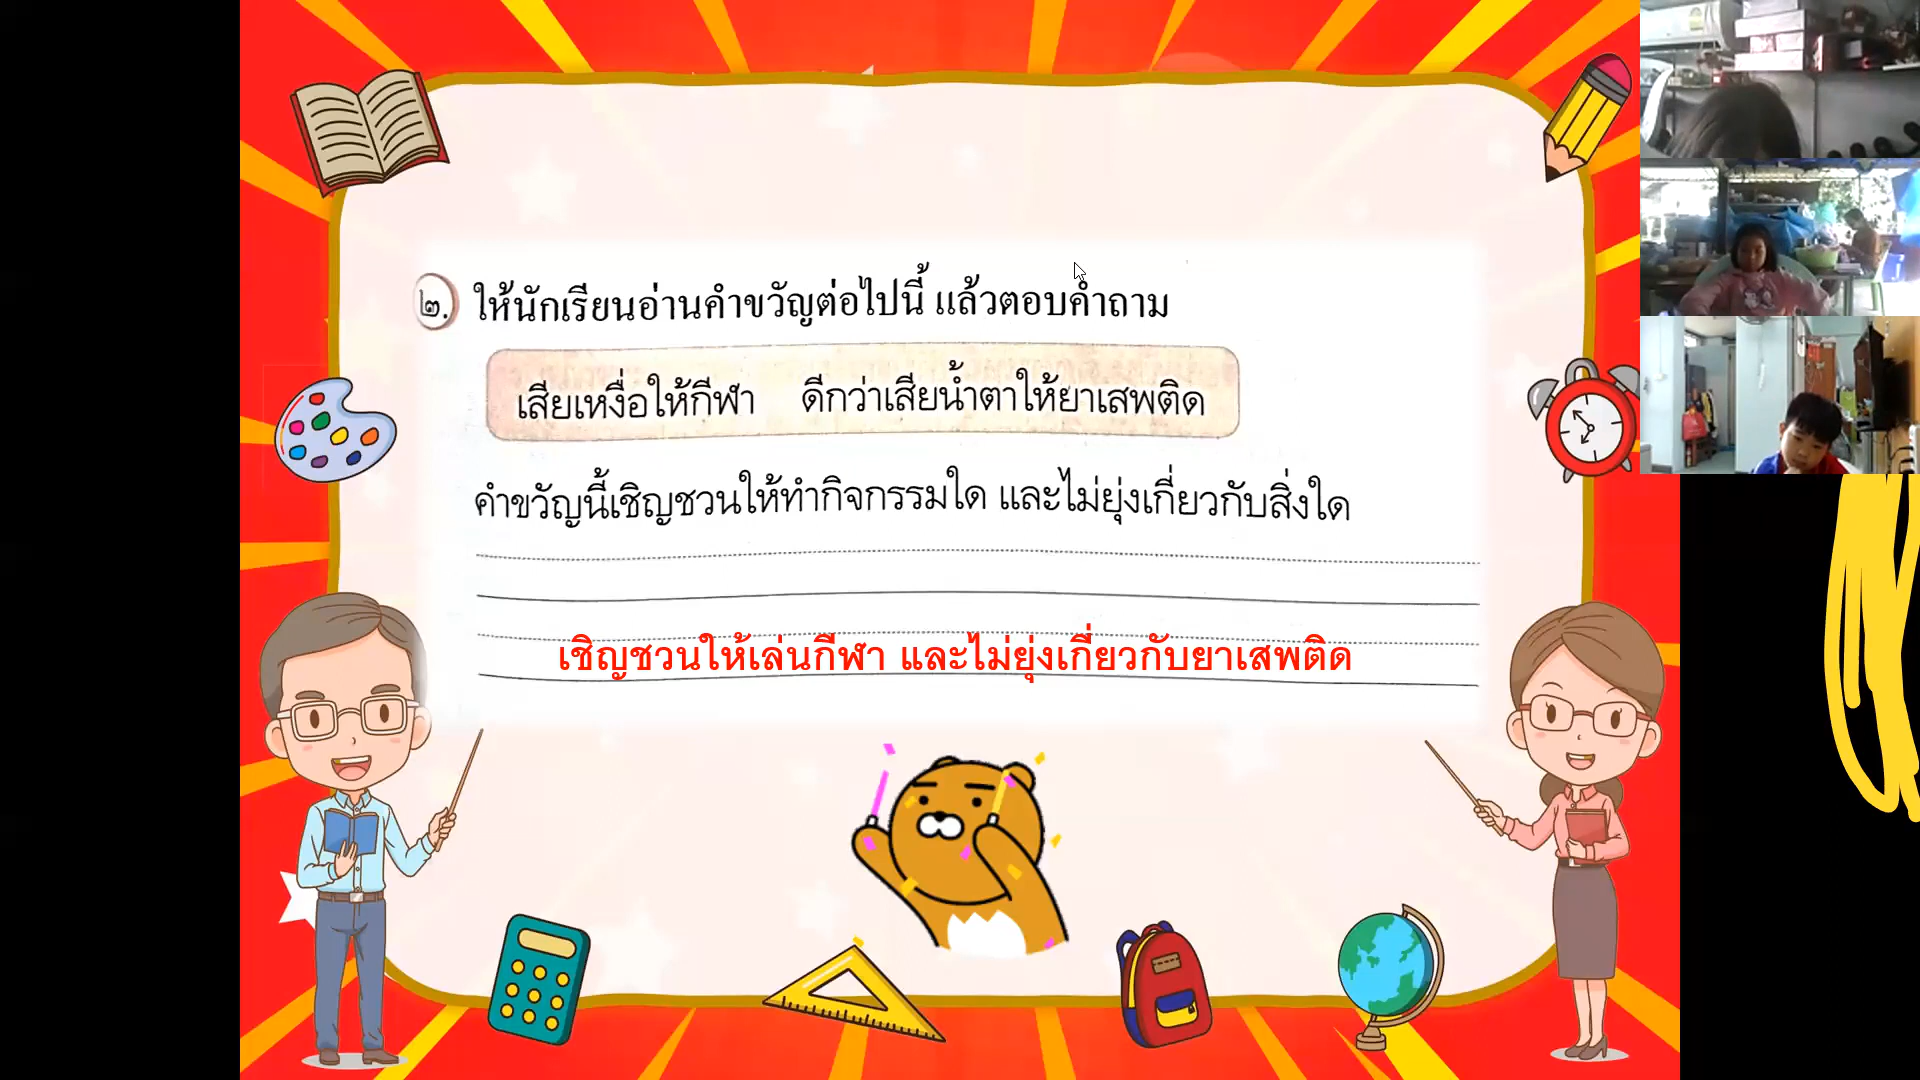 ๒. ให้นักเรียนอ่านคำขวัญต่อไปนี้ แล้วตอบคำถาม
เสียเหงื่อให้กีฬา ดีกว่าเสียน้ำตาให้ยาเสพติด
คำขวัญนี้เชิญชวนให้ทำกิจกรรมใด และไม่ยุ่งเกี่ยวกับสิ่งใด
เชิญชวนให้เล่นกีฬา และไม่ยุ่งเกี่ยวกับยาเสพติด